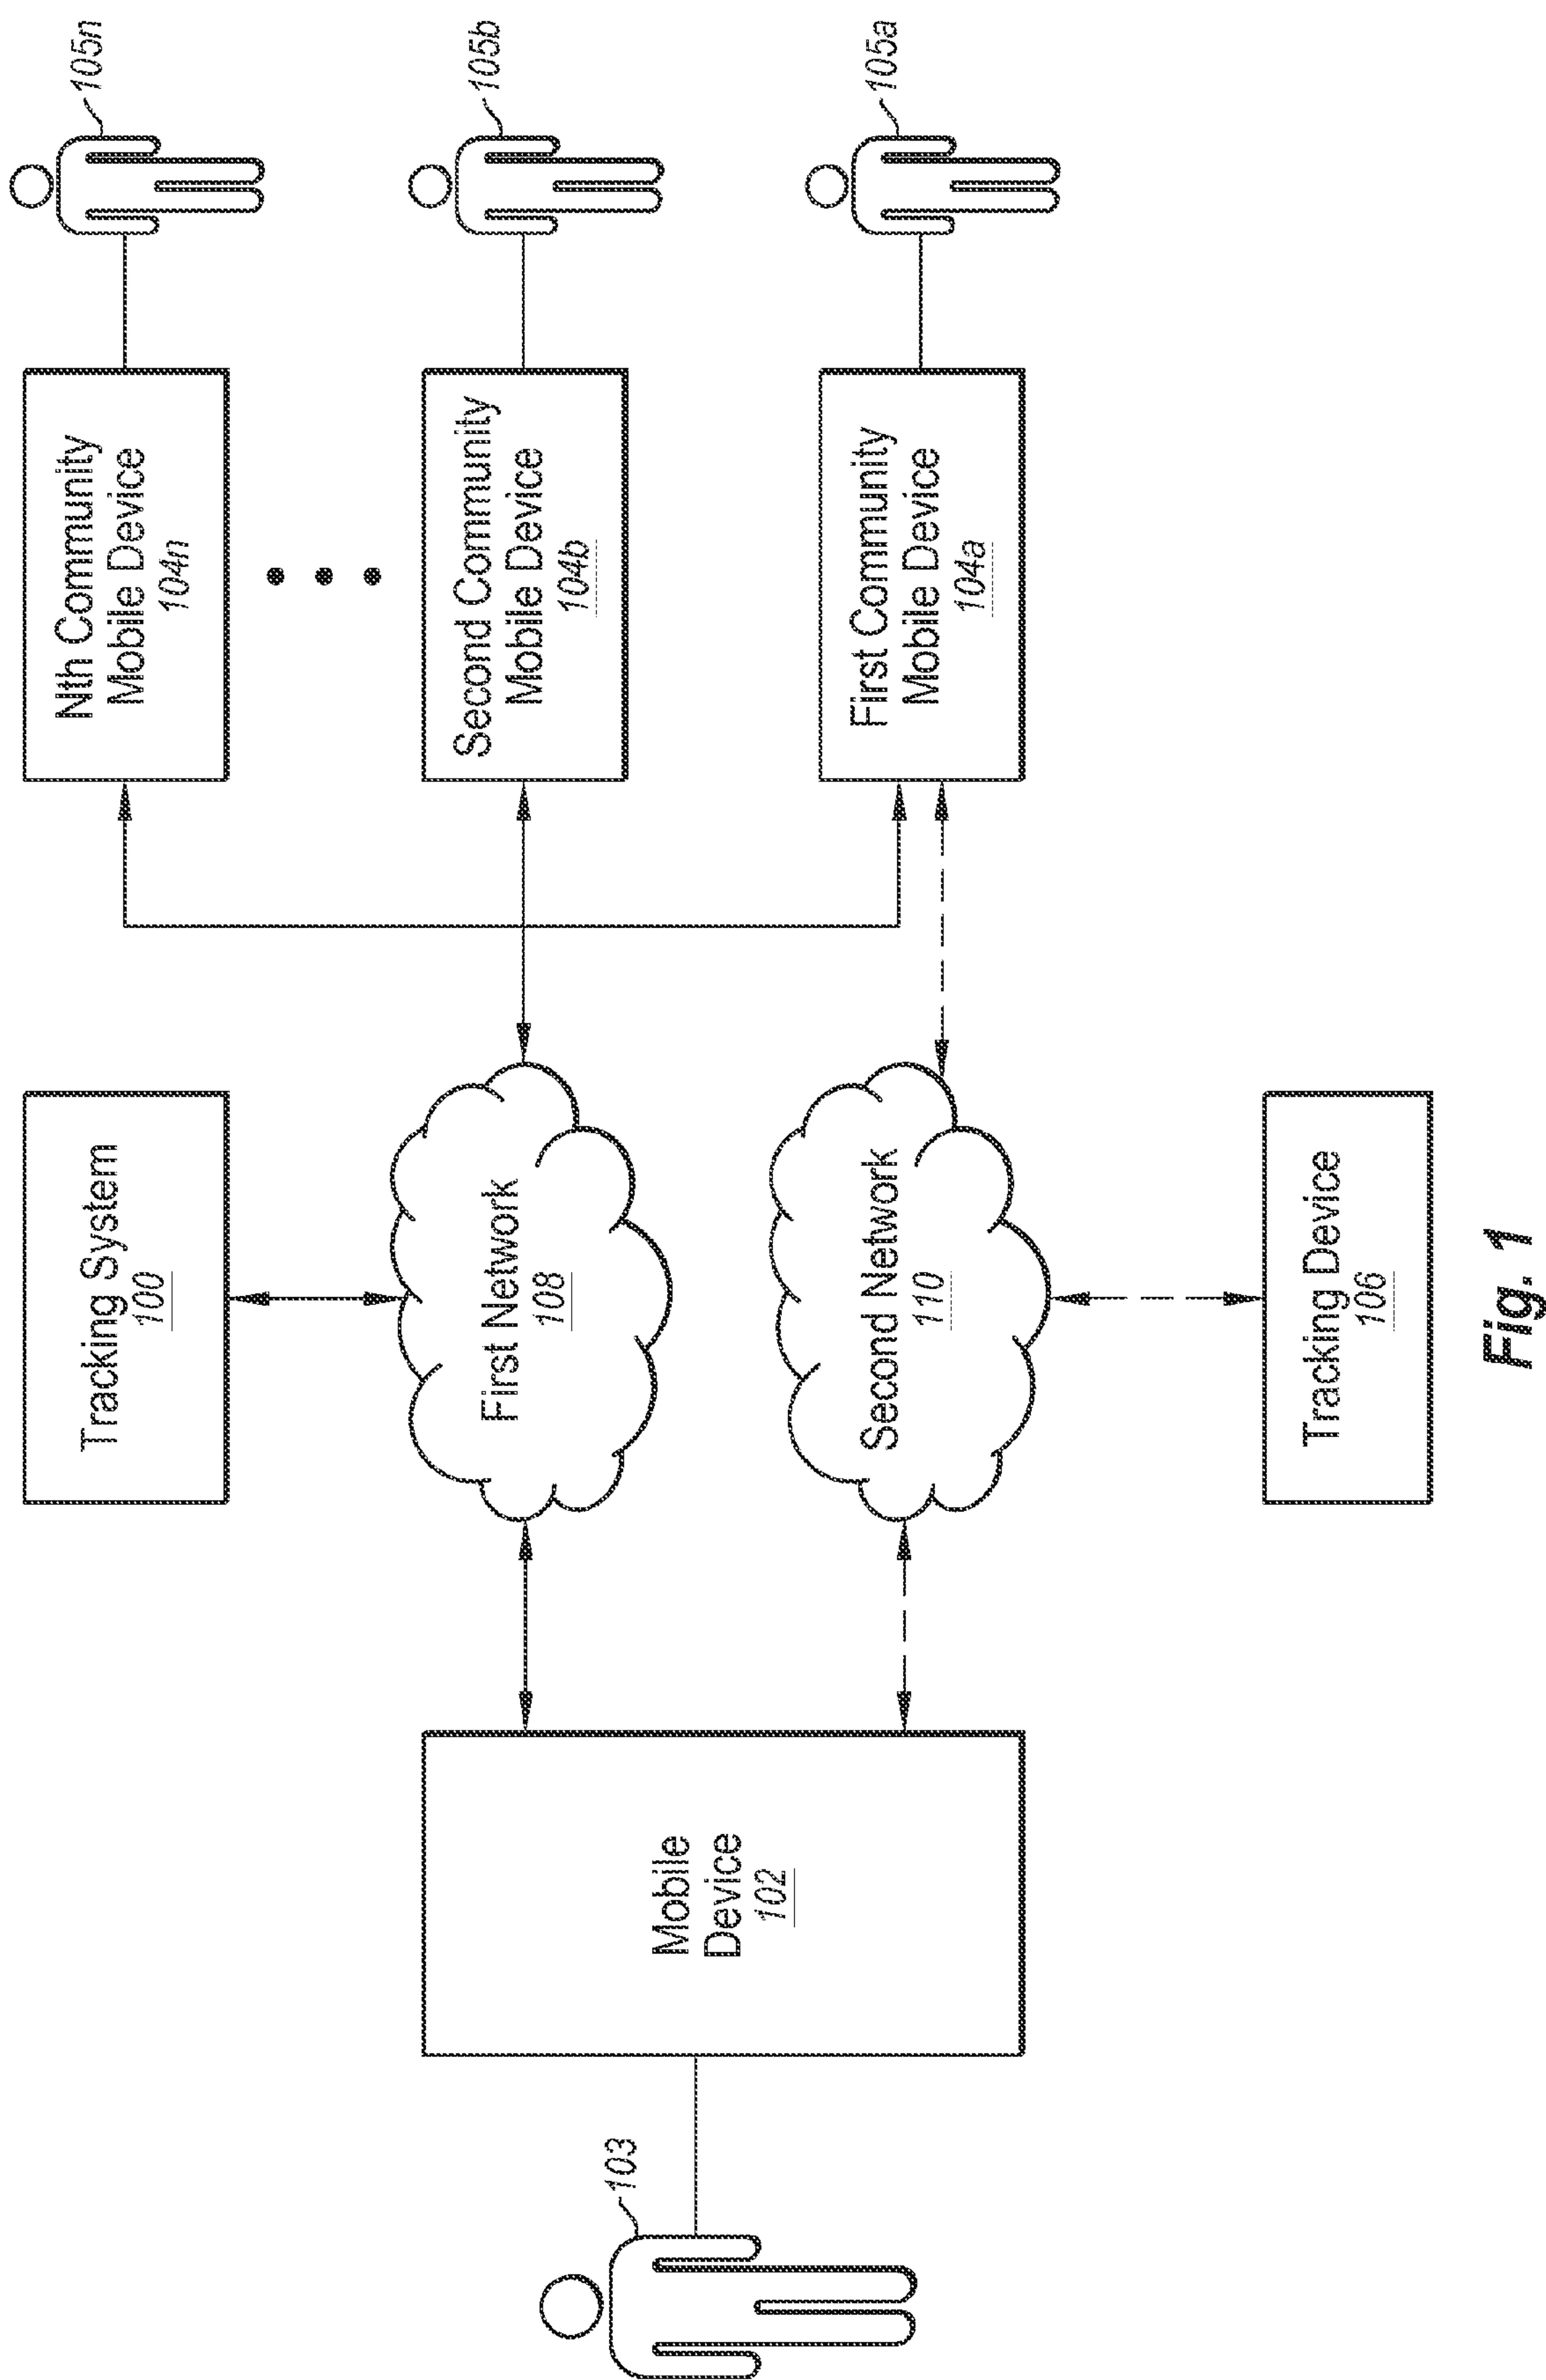 Tracking System
100
Nth Community
Mobile Device
104n
105n
103
Mobile
Device
102
First Network
108
Second Community
Mobile Device
104b
105b
Second Network
110
First Community
Mobile Device
104a
105a
Tracking Device
106
Fig. 1